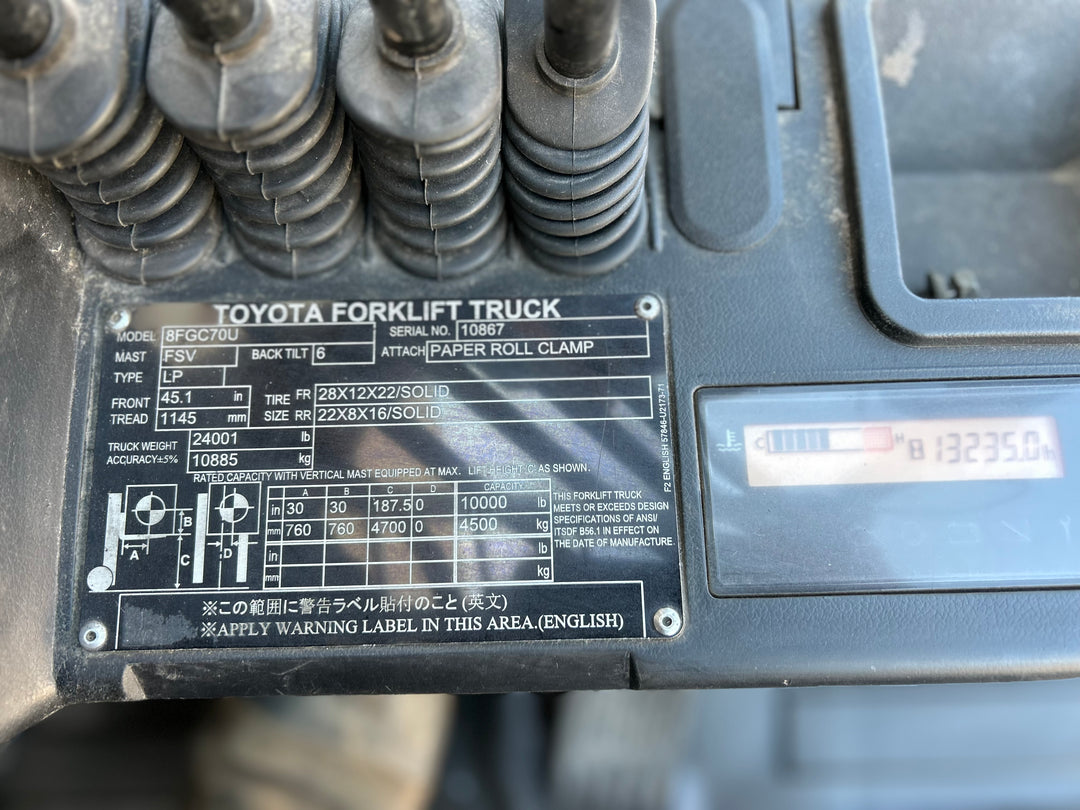 TOYOTA FORKLIFT TRUCK
MODEL 8FGC70U SERIAL NO. 10867
MAST FSV BACK TILT 6 ATTACH PAPER ROLL CLAMP
TYPE LP
FRONT TREAD 45.1 in TIRE SIZE FR 28X12X22/SOLID
1145 mm RR 22X8X16/SOLID
TRUCK WEIGHT 24001 lb
ACCURACY±5% 10885 kg
RATED CAPACITY WITH VERTICAL MAST EQUIPED AT MAX. LIFT HEIGHT(C) AS SHOWN.
A B C D CAPACITY
in 30 30 187.5 0 10000 lb
mm 760 760 4700 0 4500 kg
in lb
mm kg
A B C D
THIS FORKLIFT TRUCK
MEETS OR EXCEEDS DESIGN
SPECIFICATIONS OF ANSI/
ITSDF B56.1 IN EFFECT ON
THE DATE OF MANUFACTURE.
F2 ENGLISH 57846-U2173-71
※この範囲に警告ラベル貼付のこと(英文)
※APPLY WARNING LABEL IN THIS AREA.(ENGLISH)
C H 13235.0h